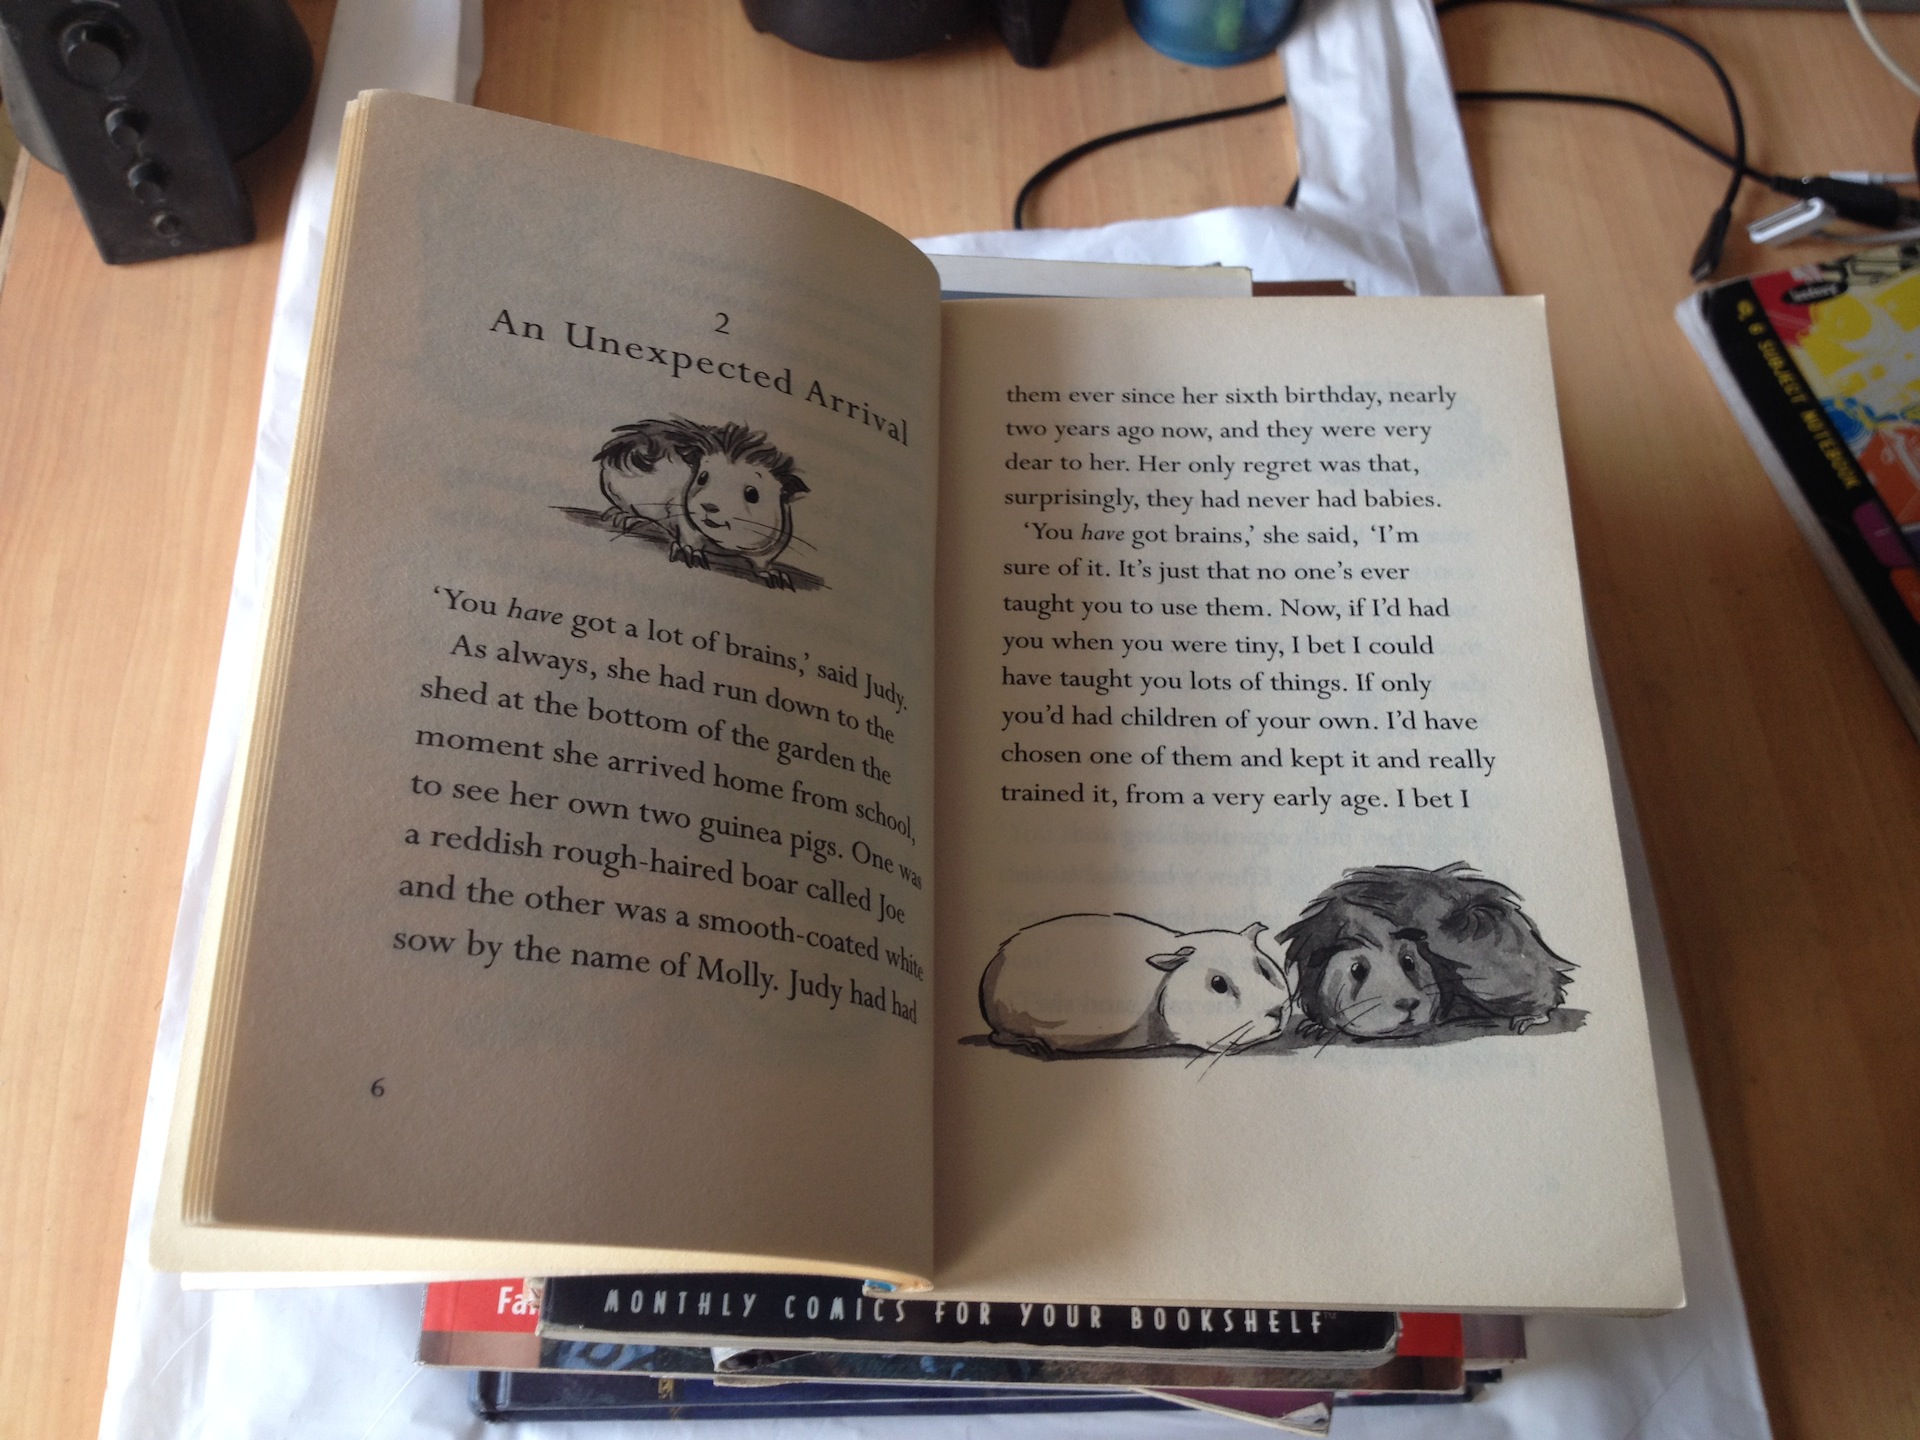 2
An Unexpected Arrival
‘You have got a lot of brains,’ said Judy.
As always, she had run down to the
shed at the bottom of the garden the
moment she arrived home from school,
to see her own two guinea pigs. One was
a reddish rough-haired boar called Joe
and the other was a smooth-coated white
sow by the name of Molly. Judy had had
6
them ever since her sixth birthday, nearly
two years ago now, and they were very
dear to her. Her only regret was that,
surprisingly, they had never had babies.
‘You have got brains,’ she said, ‘I’m
sure of it. It’s just that no one’s ever
taught you to use them. Now, if I’d had
you when you were tiny, I bet I could
have taught you lots of things. If only
you’d had children of your own. I’d have
chosen one of them and kept it and really
trained it, from a very early age. I bet I
MONTHLY COMICS FOR YOUR BOOKSHELF™
6 SUBJECT NOTEBOOK